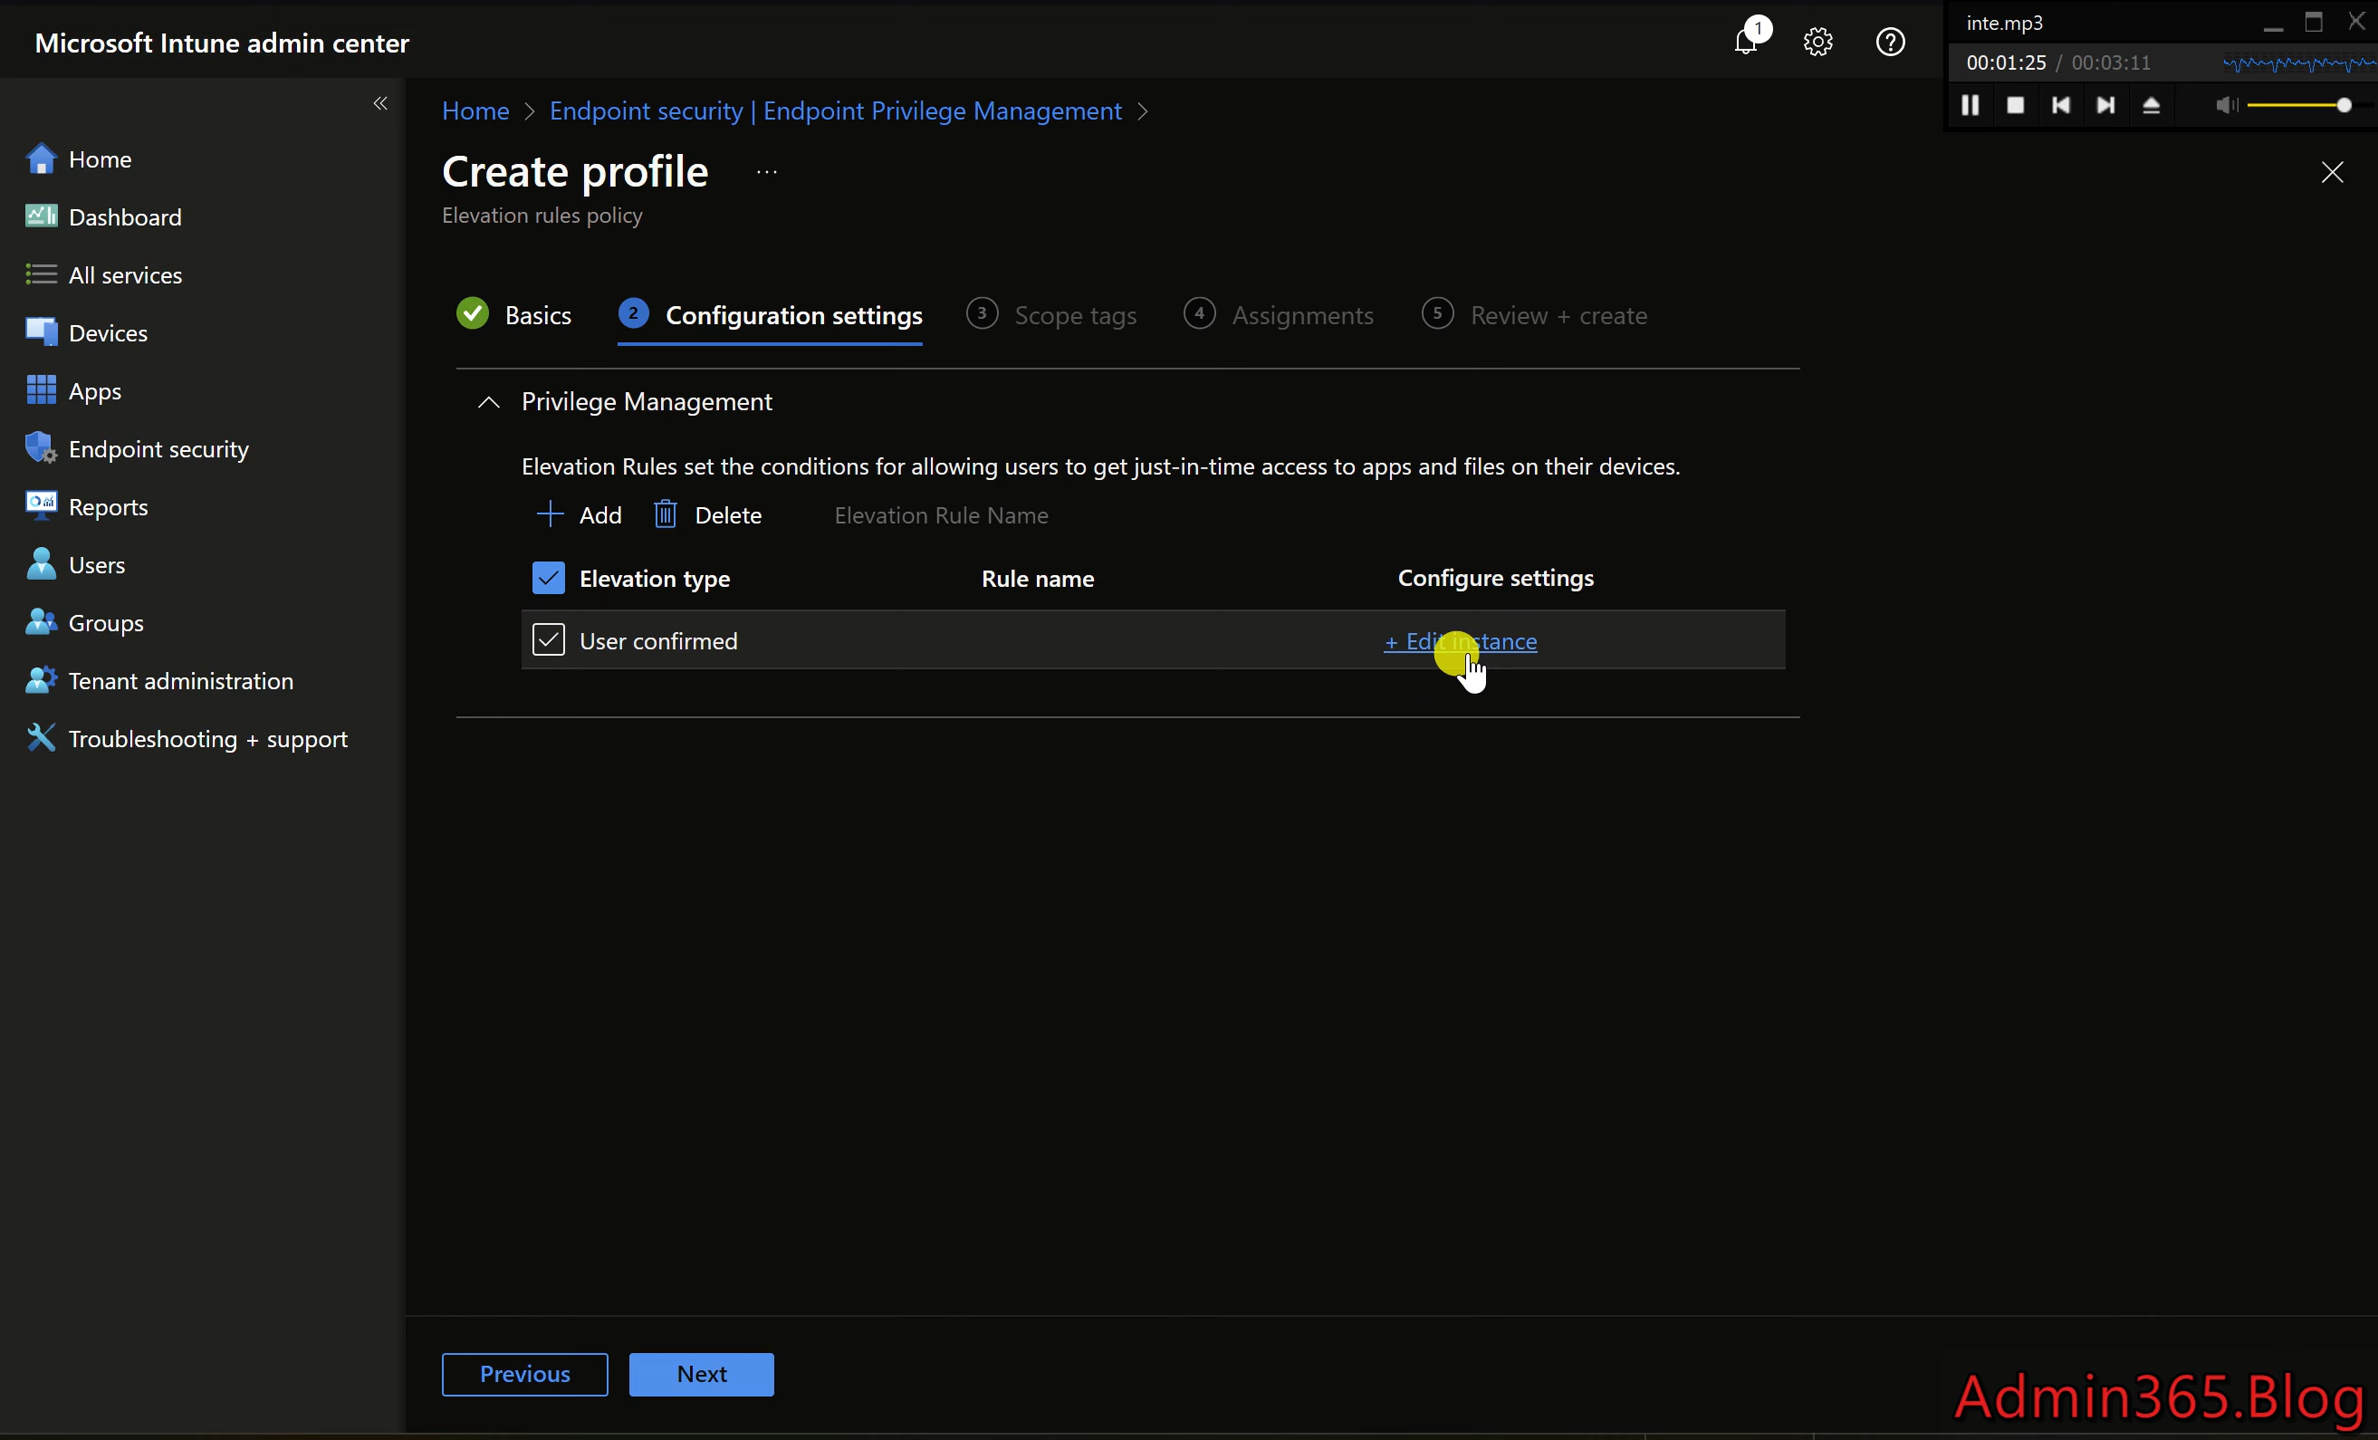 Microsoft Intune admin center
1
inte.mp3
00:01:25 / 00:03:11
Home
Dashboard
All services
Devices
Apps
Endpoint security
Reports
Users
Groups
Tenant administration
Troubleshooting + support
Home > Endpoint security | Endpoint Privilege Management >
Create profile ...
Elevation rules policy
Basics 2 Configuration settings 3 Scope tags 4 Assignments 5 Review + create
Privilege Management
Elevation Rules set the conditions for allowing users to get just-in-time access to apps and files on their devices.
+ Add Delete Elevation Rule Name
Elevation type Rule name Configure settings
User confirmed + Edit instance
Previous Next
Admin365.Blog